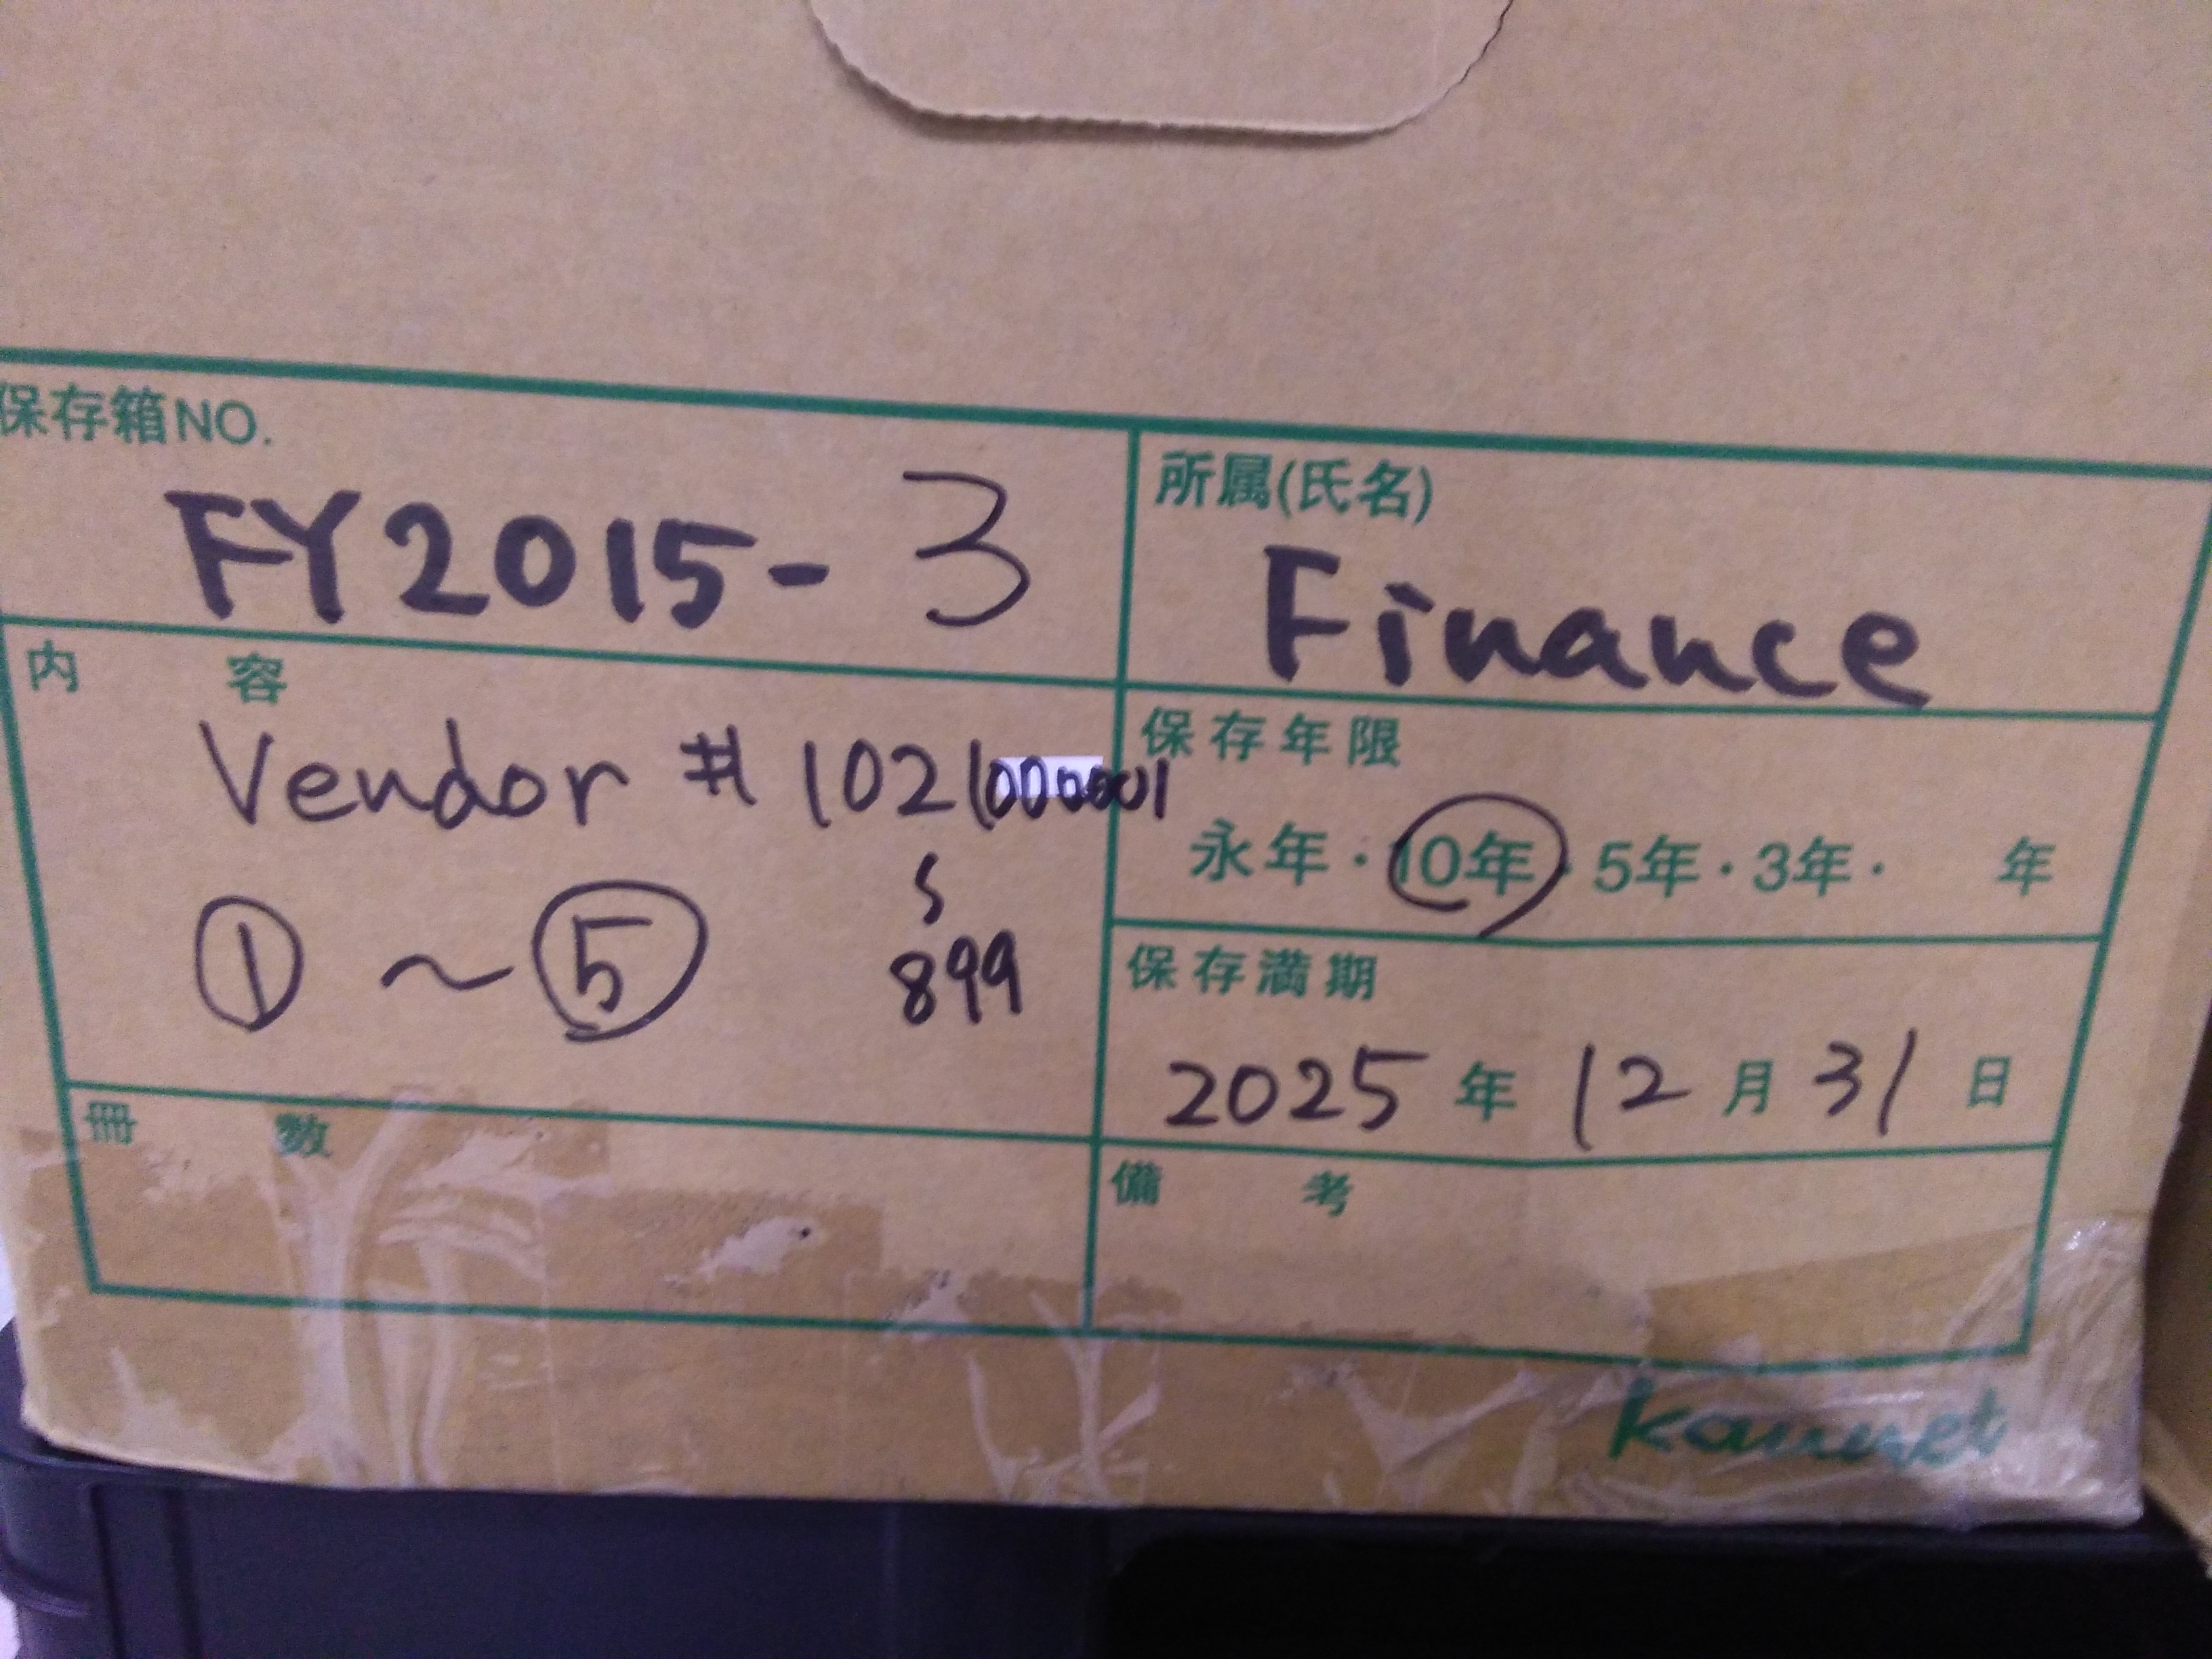 保存箱NO.
FY2015-3
所属(氏名)
Finance
内 容
Vendor # 1021000001
S
899
① ~ ⑤
保存年限
永年・10年・5年・3年・ 年
保存満期
2025年 12月 31日
冊 数
備 考
Kaunet